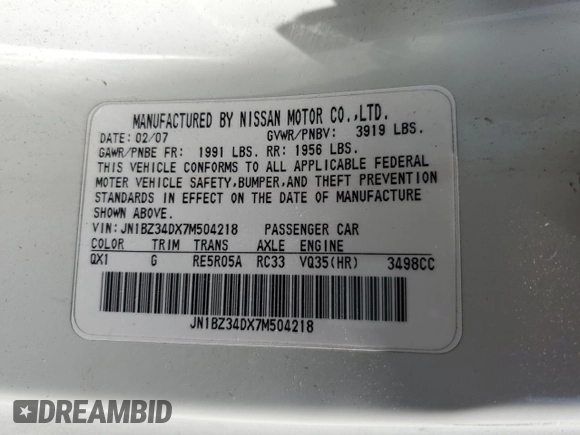 MANUFACTURED BY NISSAN MOTOR CO.,LTD.
DATE: 02/07 GVWR/PNBV: 3919 LBS.
GAWR/PNBE FR: 1991 LBS. RR: 1956 LBS.
THIS VEHICLE CONFORMS TO ALL APPLICABLE FEDERAL
MOTOR VEHICLE SAFETY,BUMPER,AND THEFT PREVENTION
STANDARDS IN EFFECT ON THE DATE OF MANUFACTURE
SHOWN ABOVE.
VIN: JN1BZ34DX7M504218 PASSENGER CAR
COLOR TRIM TRANS AXLE ENGINE
QX1 G RE5R05A RC33 VQ35(HR) 3498CC
JN1BZ34DX7M504218
DREAMBID